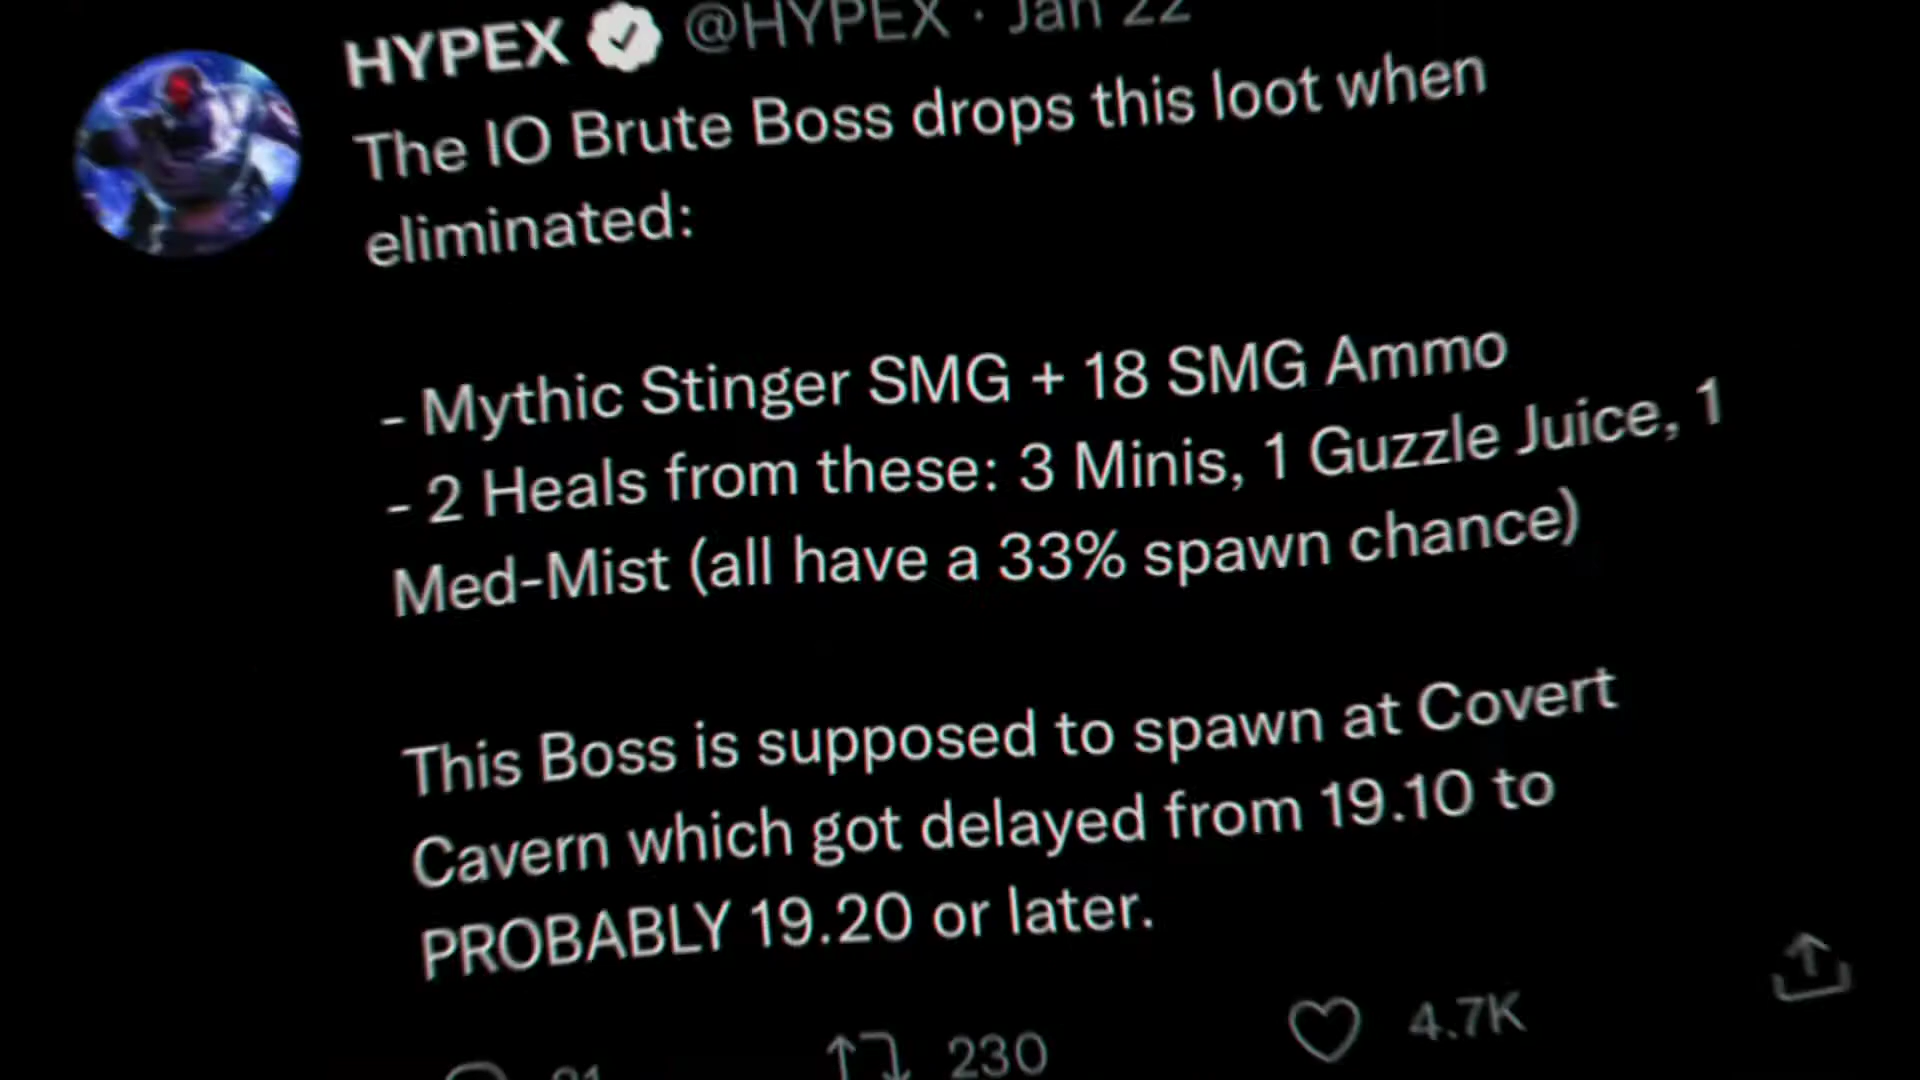 HYPEX @HYPEX · Jan 22
The IO Brute Boss drops this loot when
eliminated:
- Mythic Stinger SMG + 18 SMG Ammo
- 2 Heals from these: 3 Minis, 1 Guzzle Juice, 1
Med-Mist (all have a 33% spawn chance)
This Boss is supposed to spawn at Covert
Cavern which got delayed from 19.10 to
PROBABLY 19.20 or later.
230 4.7K